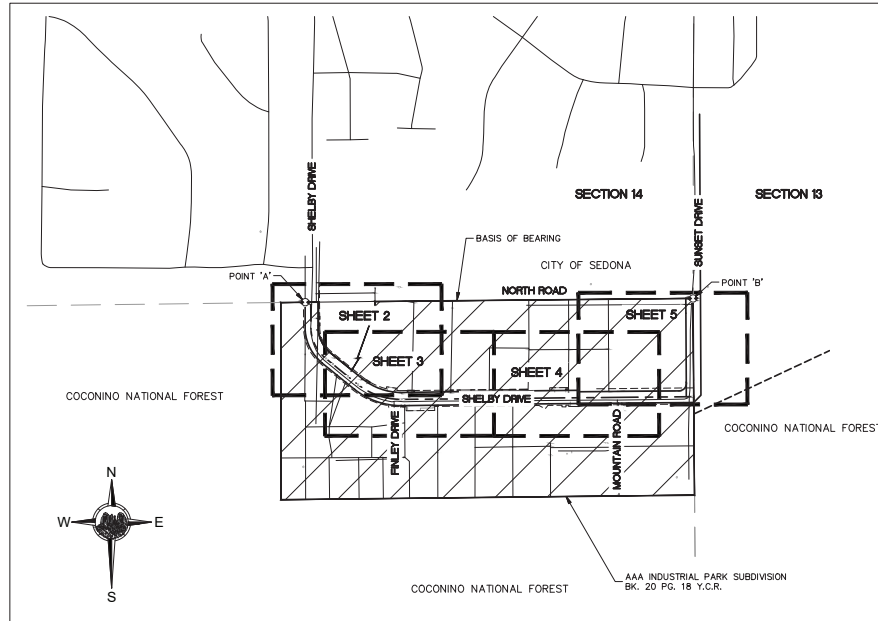 SHELBY DRIVE
SECTION 14
SECTION 13
SUNSET DRIVE
BASIS OF BEARING
CITY OF SEDONA
POINT 'A'
NORTH ROAD
POINT 'B'
SHEET 2
SHEET 5
SHEET 3
SHEET 4
COCONINO NATIONAL FOREST
SHELBY DRIVE
FINLEY DRIVE
MOUNTAIN ROAD
COCONINO NATIONAL FOREST
N
W
E
S
AAA INDUSTRIAL PARK SUBDIVISION
BK. 20 PG. 18 Y.C.R.
COCONINO NATIONAL FOREST